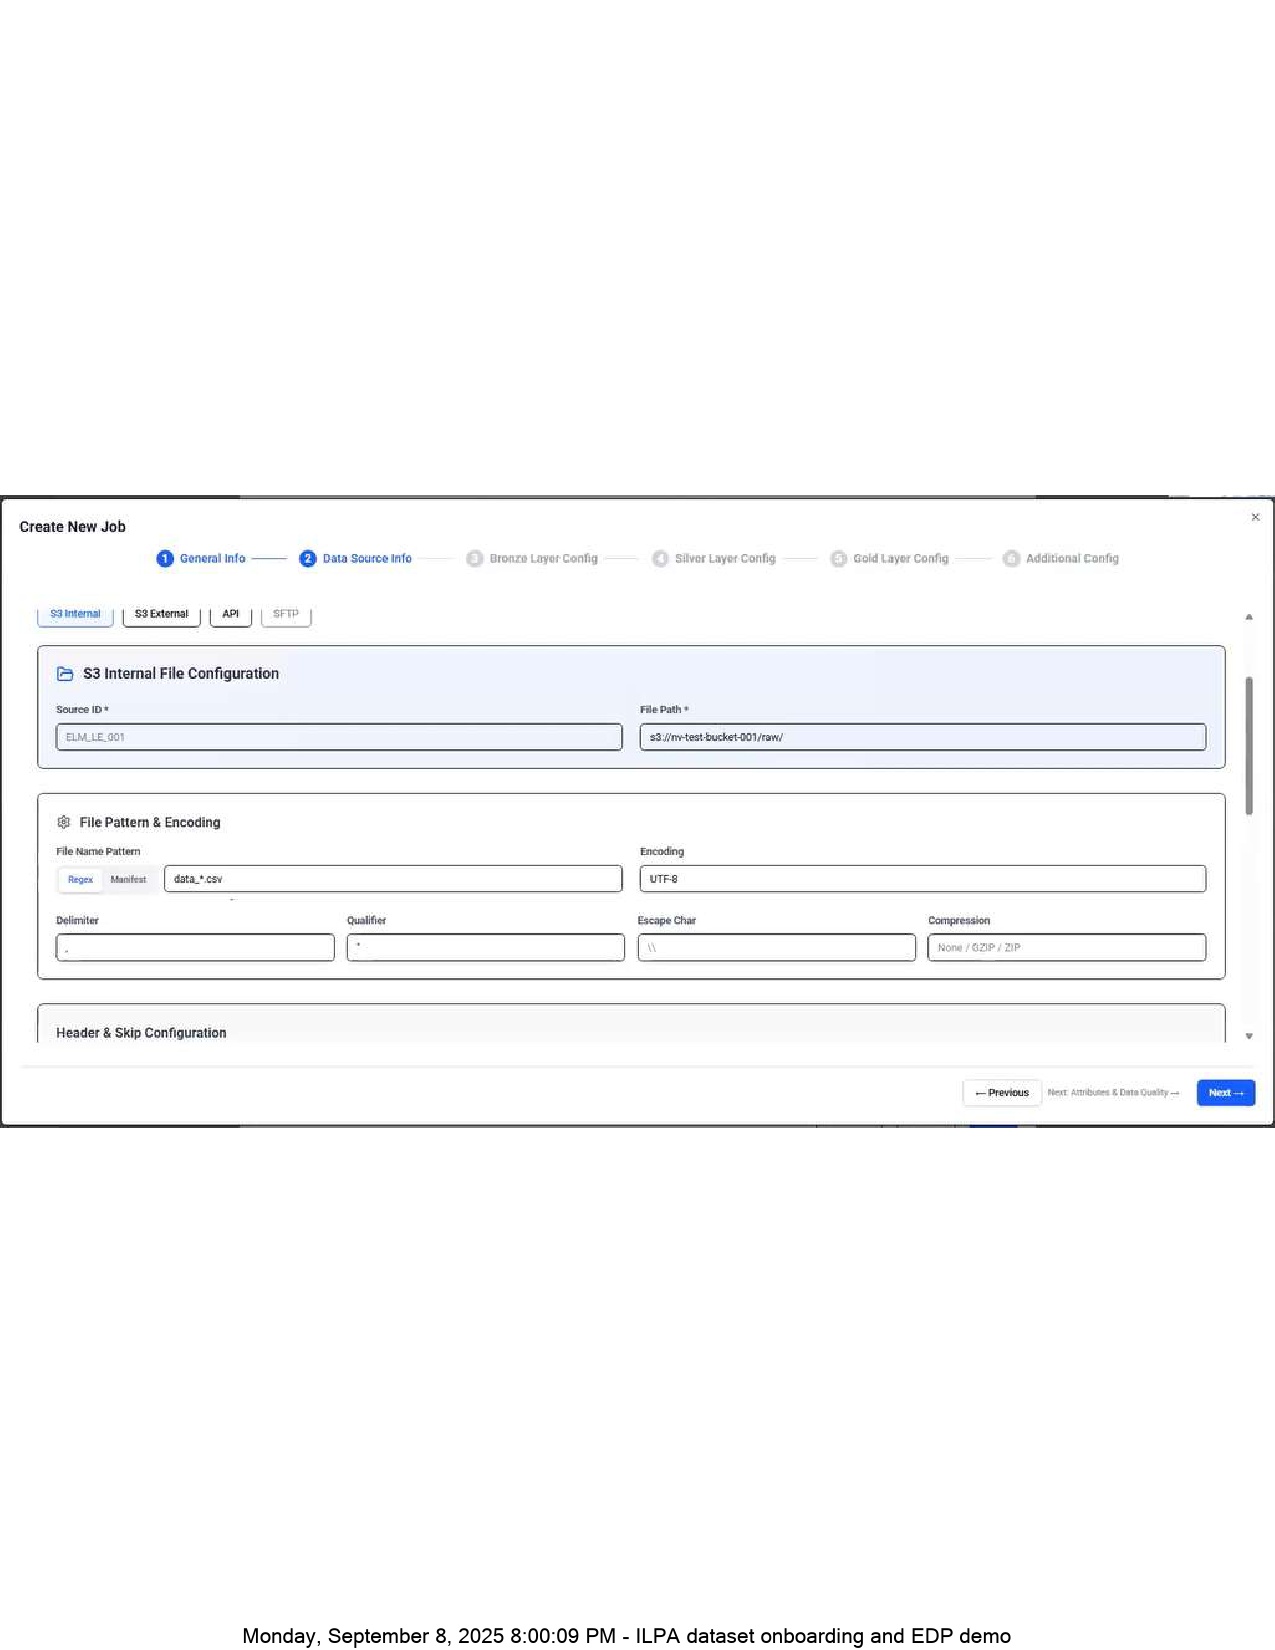 Create New Job
×
1 General Info
2 Data Source Info
3 Bronze Layer Config
4 Silver Layer Config
5 Gold Layer Config
6 Additional Config
S3 Internal
S3 External
API
SFTP
S3 Internal File Configuration
Source ID *
File Path *
ELM_LE_001
s3://nv-test-bucket-001/raw/
File Pattern & Encoding
File Name Pattern
Encoding
Regex
Manifest
data_*.csv
UTF-8
Delimiter
Qualifier
Escape Char
Compression
\\
None / GZIP / ZIP
Header & Skip Configuration
← Previous
Next: Attributes & Data Quality →
Next →
Monday, September 8, 2025 8:00:09 PM - ILPA dataset onboarding and EDP demo